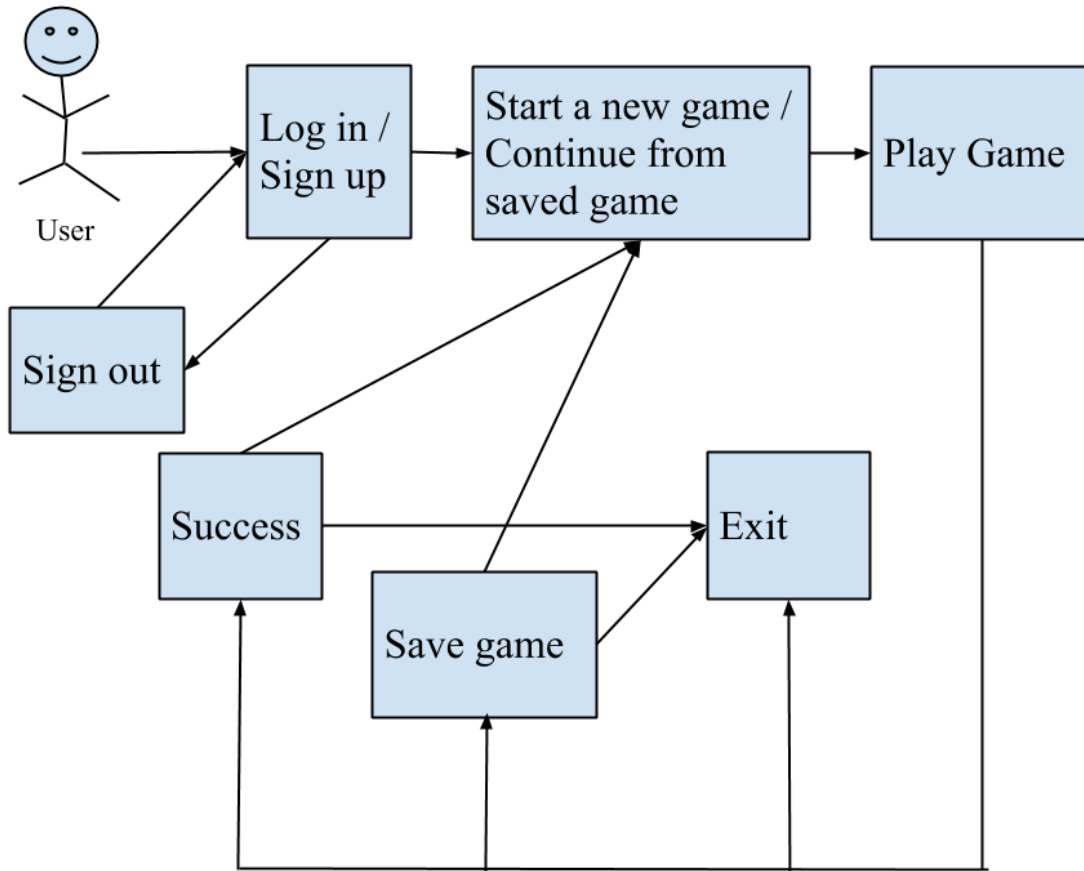 Log in /
Sign up
Start a new game /
Continue from
saved game
Play Game
User
Sign out
Success
Exit
Save game